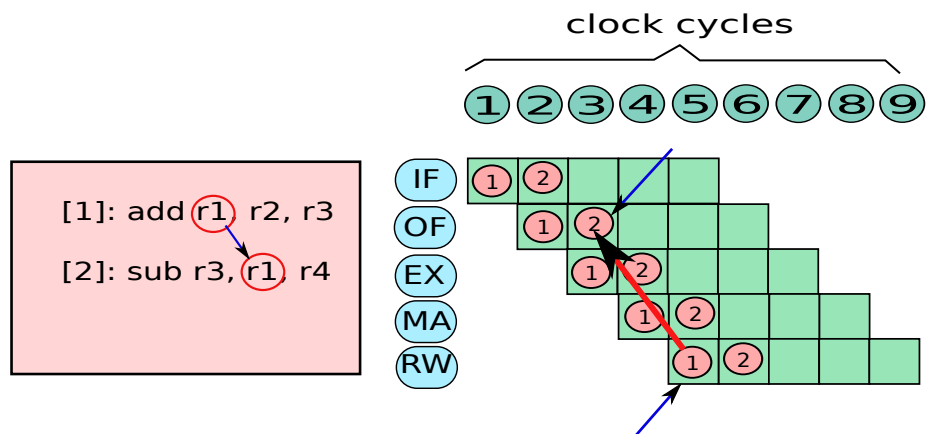 clock cycles
1 2 3 4 5 6 7 8 9
[1]: add r1, r2, r3
[2]: sub r3, r1, r4
IF 1 2
OF 1 2
EX 1 2
MA 1 2
RW 1 2